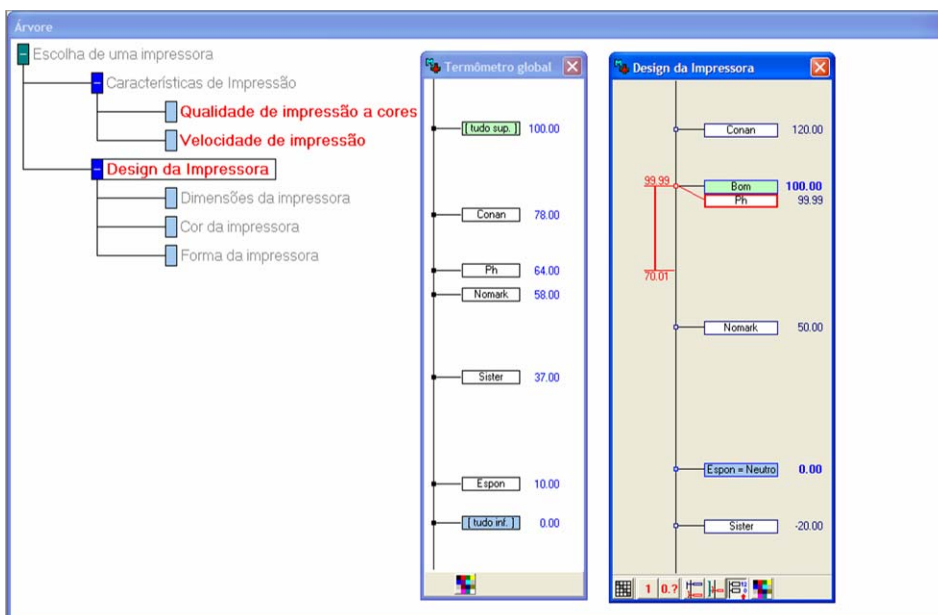 Árvore
Escolha de uma impressora
Características de Impressão
Qualidade de impressão a cores
Velocidade de impressão
Design da Impressora
Dimensões da impressora
Cor da impressora
Forma da impressora
Termômetro global
[ tudo sup. ] 100.00
Conan 78.00
Ph 64.00
Nomark 58.00
Sister 37.00
Espon 10.00
[ tudo inf. ] 0.00
Design da Impressora
Conan 120.00
99.99 Bom 100.00
Ph 99.99
70.01
Nomark 50.00
Espon = Neutro 0.00
Sister -20.00
1 0.?